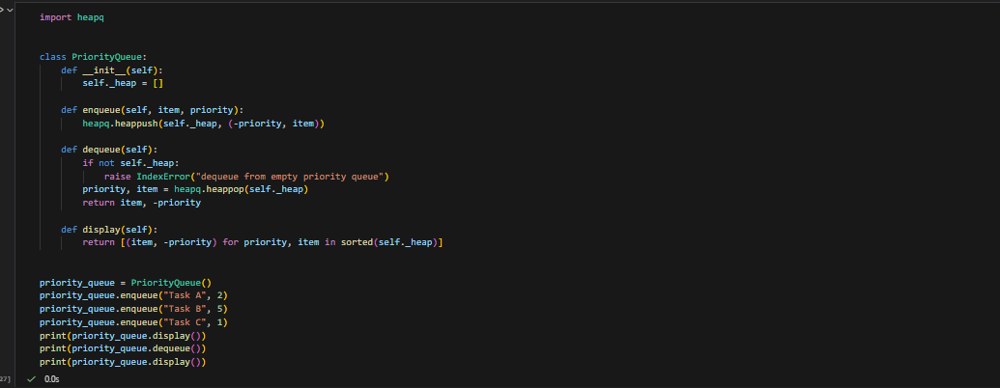 import heapq
class PriorityQueue:
def __init__(self):
self._heap = []
def enqueue(self, item, priority):
heapq.heappush(self._heap, (-priority, item))
def dequeue(self):
if not self._heap:
raise IndexError("dequeue from empty priority queue")
priority, item = heapq.heappop(self._heap)
return item, -priority
def display(self):
return [(item, -priority) for priority, item in sorted(self._heap)]
priority_queue = PriorityQueue()
priority_queue.enqueue("Task A", 2)
priority_queue.enqueue("Task B", 5)
priority_queue.enqueue("Task C", 1)
print(priority_queue.display())
print(priority_queue.dequeue())
print(priority_queue.display())
0.0s